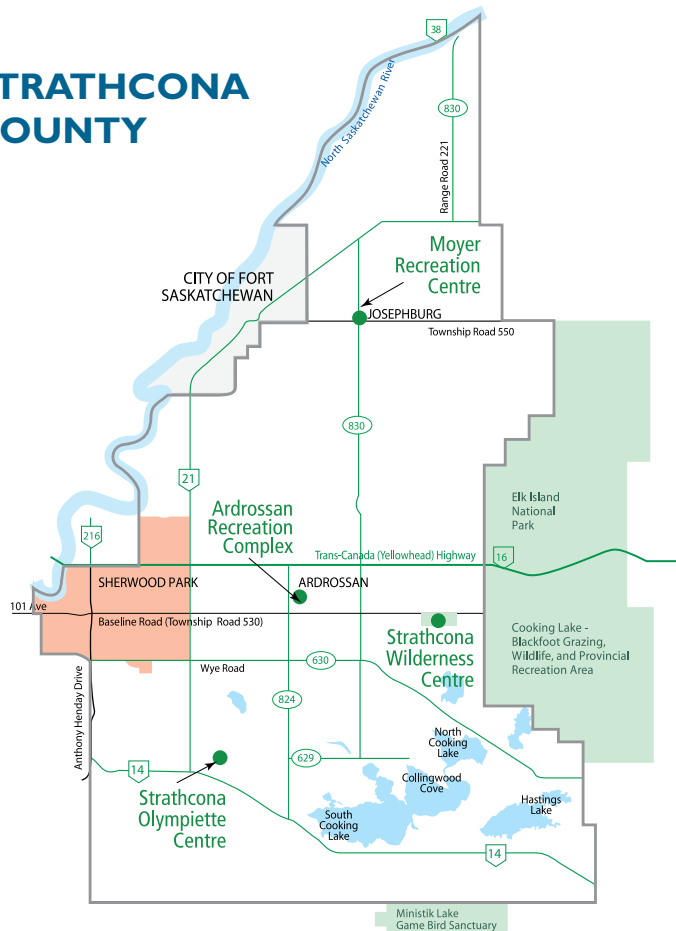 TRATHCONA
OUNTY
38
North Saskatchewan River
830
Range Road 221
Moyer
Recreation
Centre
CITY OF FORT
SASKATCHEWAN
JOSEPHBURG
Township Road 550
830
21
Elk Island
National
Park
Ardrossan
Recreation
Complex
216
Trans-Canada (Yellowhead) Highway
16
SHERWOOD PARK
ARDROSSAN
101 Ave
Baseline Road (Township Road 530)
Strathcona
Wilderness
Centre
Cooking Lake -
Blackfoot Grazing,
Wildlife, and Provincial
Recreation Area
Wye Road
630
824
Anthony Henday Drive
North
Cooking
Lake
629
14
Collingwood
Cove
Strathcona
Olympiette
Centre
South
Cooking
Lake
Hastings
Lake
14
Ministik Lake
Game Bird Sanctuary